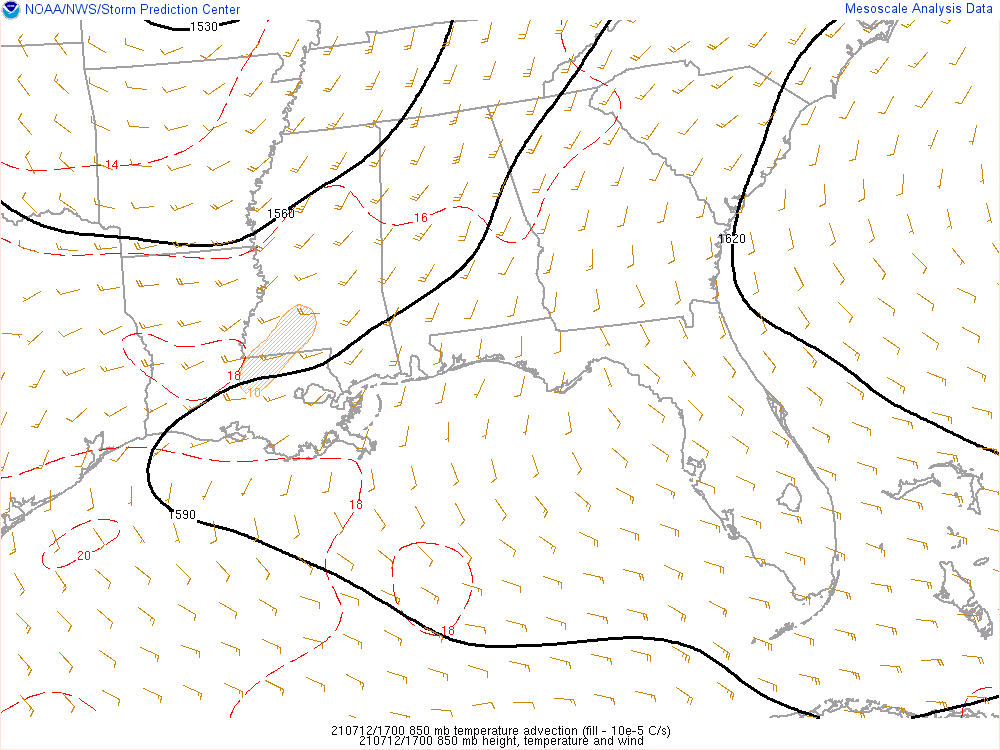 NOAA/NWS/Storm Prediction Center
Mesoscale Analysis Data
1530
14
1560
16
1620
18
-10
18
1590
20
18
210712/1700 850 mb temperature advection (fill - 10e-5 C/s)
210712/1700 850 mb height, temperature and wind